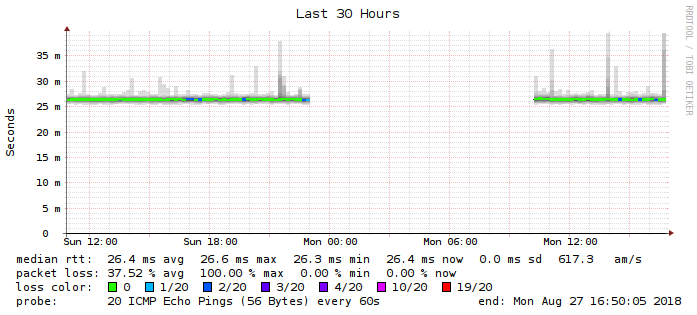 Last 30 Hours
RRDTOOL / TOBI OETIKER
Seconds
35 m
30 m
25 m
20 m
15 m
10 m
5 m
0
Sun 12:00 Sun 18:00 Mon 00:00 Mon 06:00 Mon 12:00
median rtt: 26.4 ms avg 26.6 ms max 26.3 ms min 26.4 ms now 0.0 ms sd 617.3 am/s
packet loss: 37.52 % avg 100.00 % max 0.00 % min 0.00 % now
loss color: 0 1/20 2/20 3/20 4/20 10/20 19/20
probe: 20 ICMP Echo Pings (56 Bytes) every 60s end: Mon Aug 27 16:50:05 2018